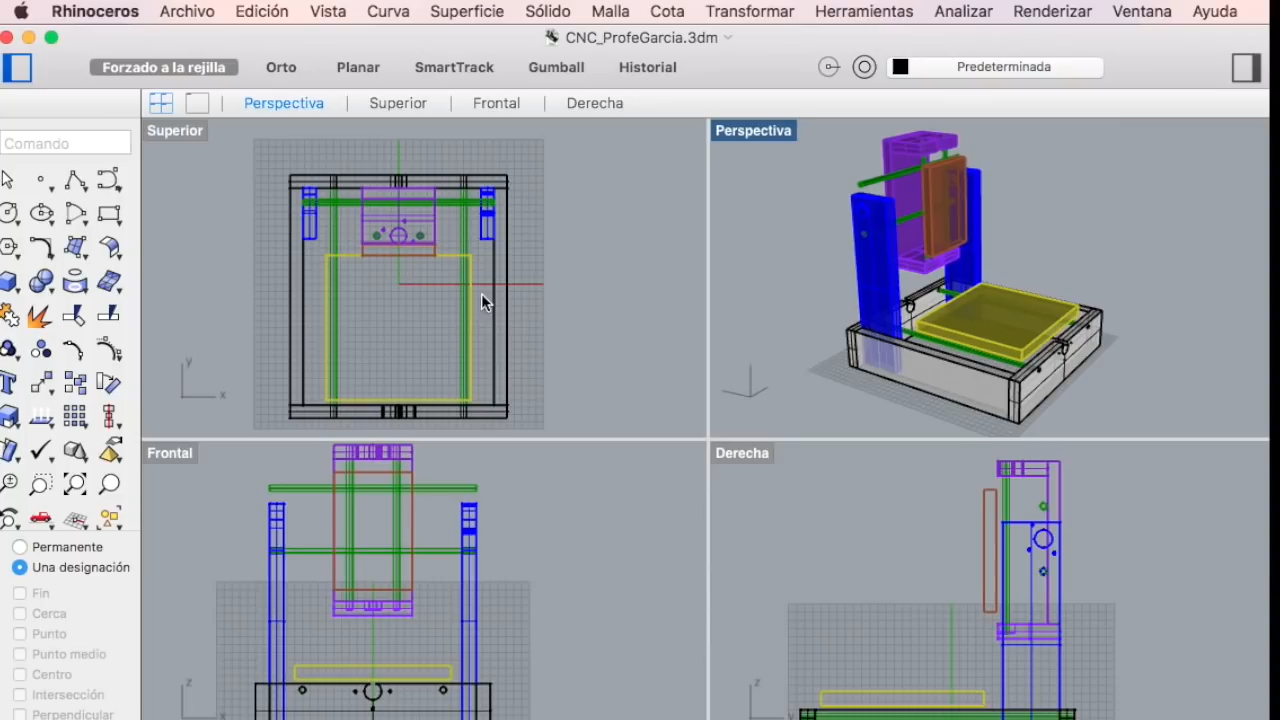 Rhinoceros Archivo Edición Vista Curva Superficie Sólido Malla Cota Transformar Herramientas Analizar Renderizar Ventana Ayuda
CNC_ProfeGarcia.3dm
Forzado a la rejilla Orto Planar SmartTrack Gumball Historial Predeterminada
Perspectiva Superior Frontal Derecha
Comando
Superior
y
x
Perspectiva
Frontal
z
x
Derecha
z
Permanente
Una designación
Fin
Cerca
Punto
Punto medio
Centro
Intersección
Perpendicular